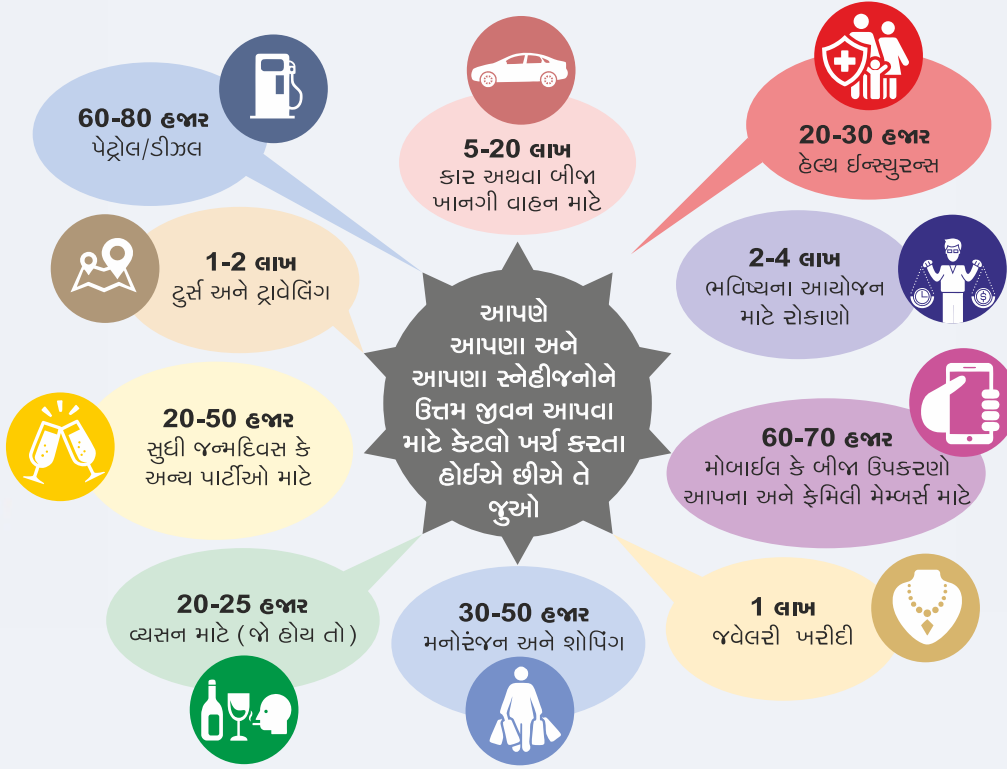 60-80 હજાર
પેટ્રોલ/ડીઝલ
5-20 લાખ
કાર અથવા બીજા
ખાનગી વાહન માટે
20-30 હજાર
હેલ્થ ઈન્સ્યુરન્સ
1-2 લાખ
ટુર્સ અને ટ્રાવેલિંગ
2-4 લાખ
ભવિષ્યના આયોજન
માટે રોકાણો
આપણે
આપણા અને
આપણા સ્નેહીજનોને
ઉત્તમ જીવન આપવા
માટે કેટલો ખર્ચ કરતા
હોઈએ છીએ તે
જુઓ
20-50 હજાર
સુધી જન્મદિવસ કે
અન્ય પાર્ટીઓ માટે
60-70 હજાર
મોબાઈલ કે બીજા ઉપકરણો
આપના અને ફેમિલી મેમ્બર્સ માટે
20-25 હજાર
વ્યસન માટે (જો હોય તો)
30-50 હજાર
મનોરંજન અને શોપિંગ
1 લાખ
જવેલરી ખરીદી